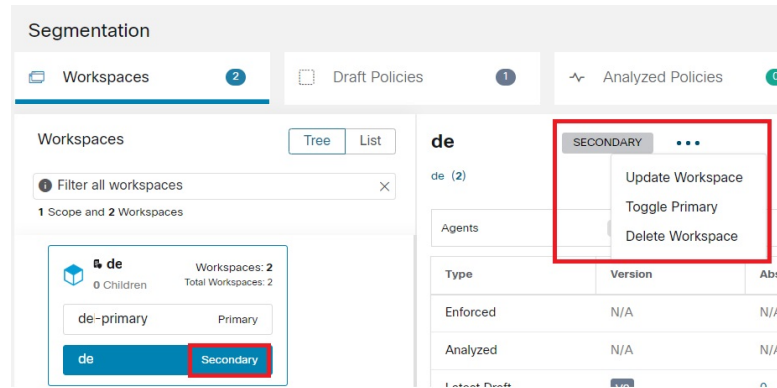 Segmentation
Workspaces 2
Draft Policies 1
Analyzed Policies
Workspaces
Tree List
Filter all workspaces
1 Scope and 2 Workspaces
de
0 Children
Workspaces: 2
Total Workspaces: 2
de-primary Primary
de Secondary
de SECONDARY
de (2)
Update Workspace
Toggle Primary
Delete Workspace
Agents
Type Version
Enforced N/A
Analyzed N/A
Latest Draft